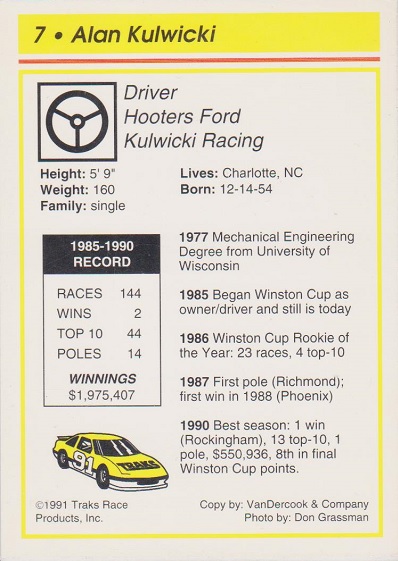 7 • Alan Kulwicki
Driver
Hooters Ford
Kulwicki Racing
Height: 5' 9"
Weight: 160
Family: single
Lives: Charlotte, NC
Born: 12-14-54
1985-1990
RECORD
RACES 144
WINS 2
TOP 10 44
POLES 14
WINNINGS
$1,975,407
1977 Mechanical Engineering
Degree from University of
Wisconsin
1985 Began Winston Cup as
owner/driver and still is today
1986 Winston Cup Rookie of
the Year: 23 races, 4 top-10
1987 First pole (Richmond);
first win in 1988 (Phoenix)
1990 Best season: 1 win
(Rockingham), 13 top-10, 1
pole, $550,936, 8th in final
Winston Cup points.
91
TRAKS
©1991 Traks Race
Products, Inc.
Copy by: VanDercook & Company
Photo by: Don Grassman